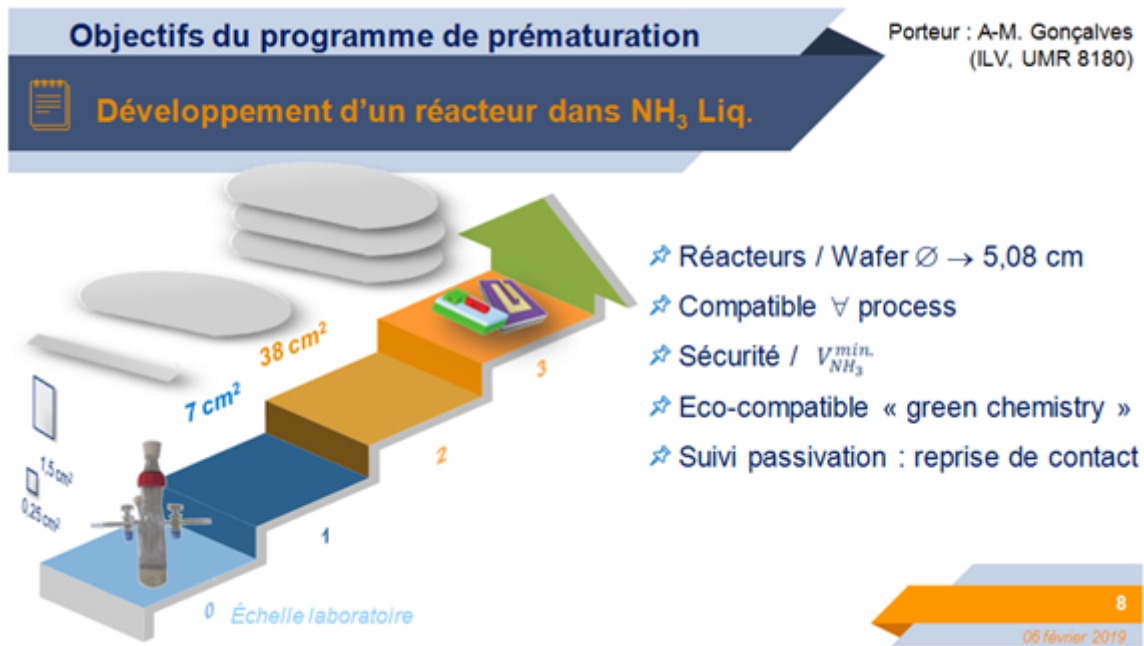 Objectifs du programme de prématuration
Porteur : A-M. Gonçalves
(ILV, UMR 8180)
Développement d'un réacteur dans NH₃ Liq.
Réacteurs / Wafer ∅ → 5,08 cm
Compatible ∀ process
Sécurité / V_{NH₃}^{min.}
Eco-compatible « green chemistry »
Suivi passivation : reprise de contact
38 cm²
7 cm²
1,5 cm²
0,25 cm²
3
2
1
0 Échelle laboratoire
8
06 février 2019